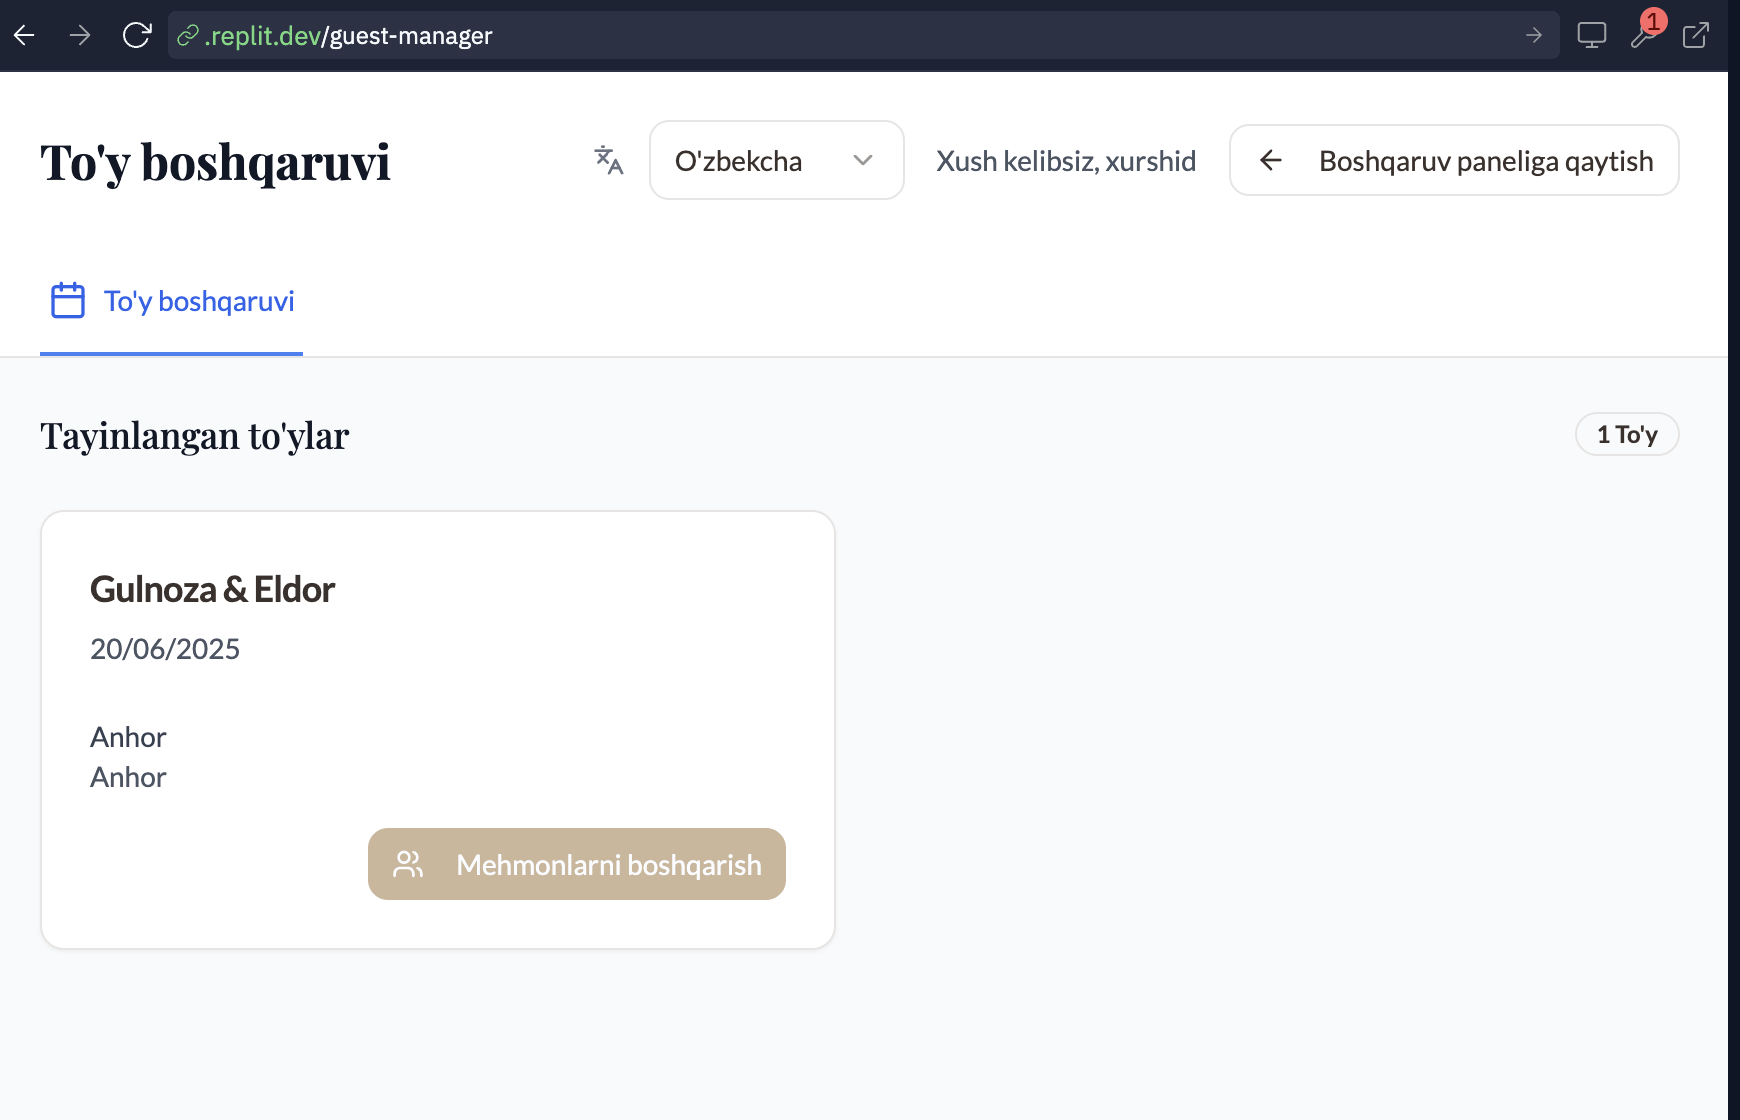 .replit.dev/guest-manager
1
To'y boshqaruvi
O'zbekcha
Xush kelibsiz, xurshid
Boshqaruv paneliga qaytish
To'y boshqaruvi
Tayinlangan to'ylar
1 To'y
Gulnoza & Eldor
20/06/2025
Anhor
Anhor
Mehmonlarni boshqarish